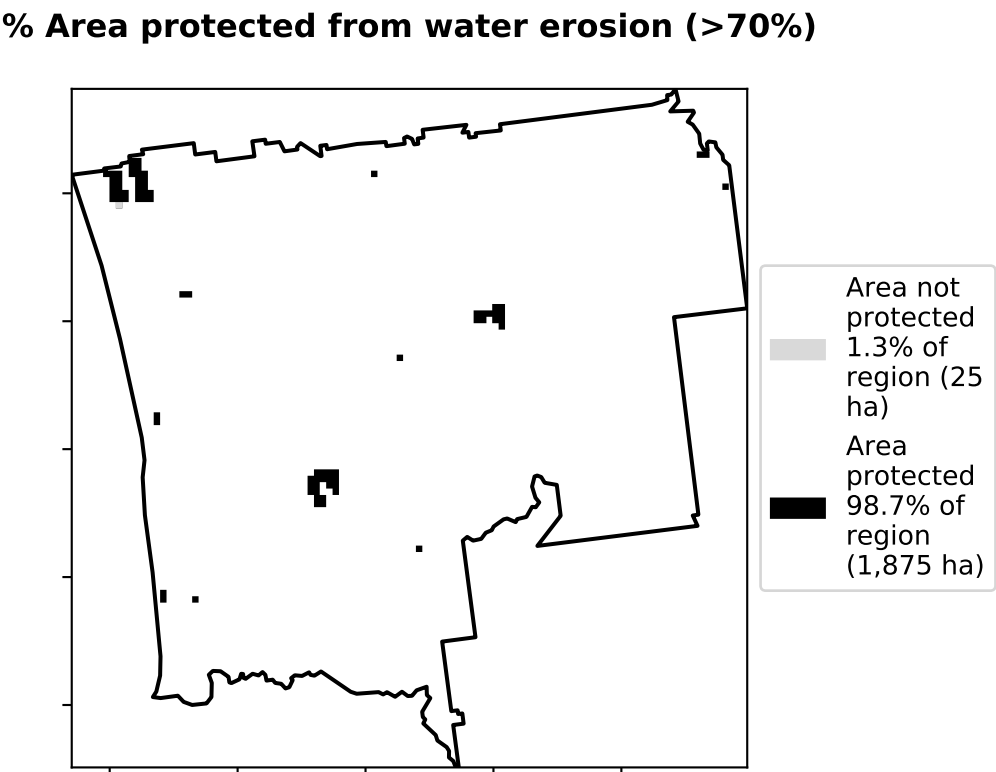 % Area protected from water erosion (>70%)
Area not
protected
1.3% of
region (25
ha)
Area
protected
98.7% of
region
(1,875 ha)